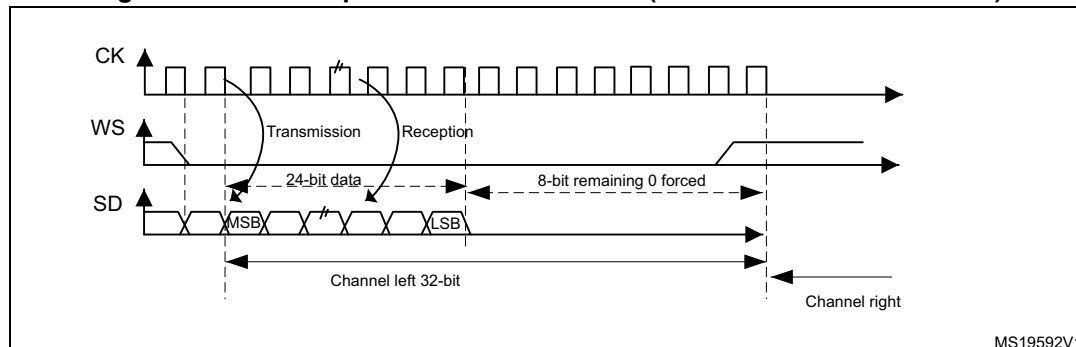 CK
WS
Transmission
Reception
24-bit data
8-bit remaining 0 forced
SD
MSB
LSB
Channel left 32-bit
Channel right
MS19592V1